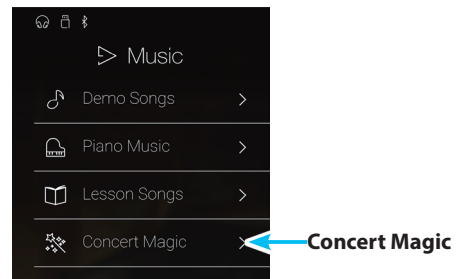 Music
Demo Songs
Piano Music
Lesson Songs
Concert Magic
Concert Magic